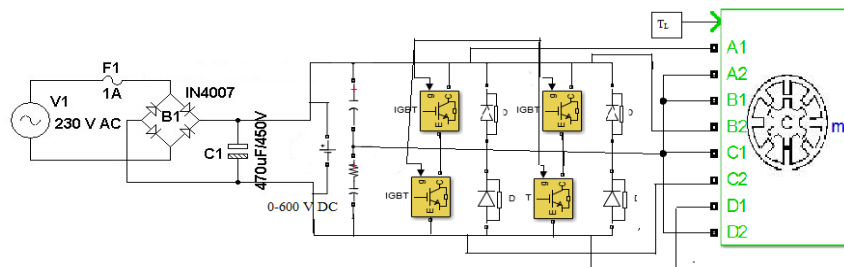 F1
1A
V1
230 V AC
IN4007
B1
C1
470uF/450V
0-600 V DC
g
C
IGBT
E
g
C
IGBT
E
g
C
IGBT
E
g
C
T
E
D
D
TL
A1
A2
B1
B2
C1
C2
D1
D2
m